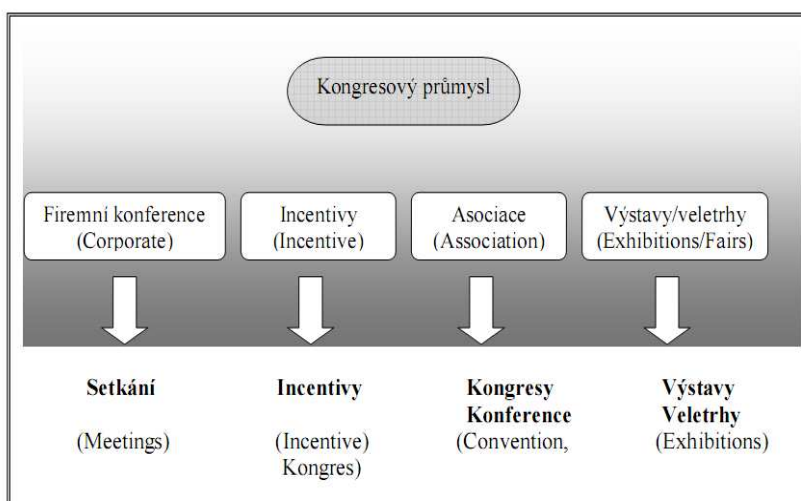 Kongresový průmysl
Firemní konference
(Corporate)
Incentivy
(Incentive)
Asociace
(Association)
Výstavy/veletrhy
(Exhibitions/Fairs)
Setkání
(Meetings)
Incentivy
(Incentive)
Kongres)
Kongresy
Konference
(Convention,
Výstavy
Veletrhy
(Exhibitions)